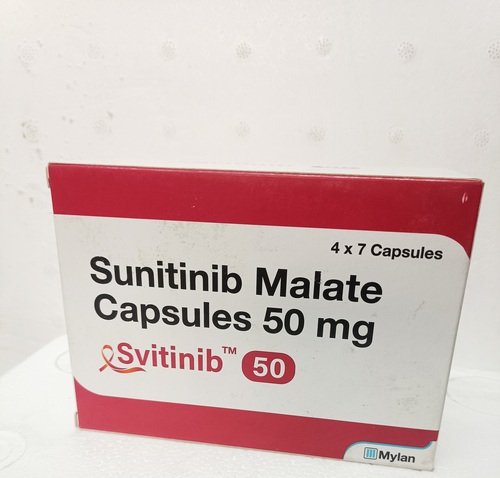 4 x 7 Capsules
Sunitinib Malate
Capsules 50 mg
Svitinib™ 50
Mylan